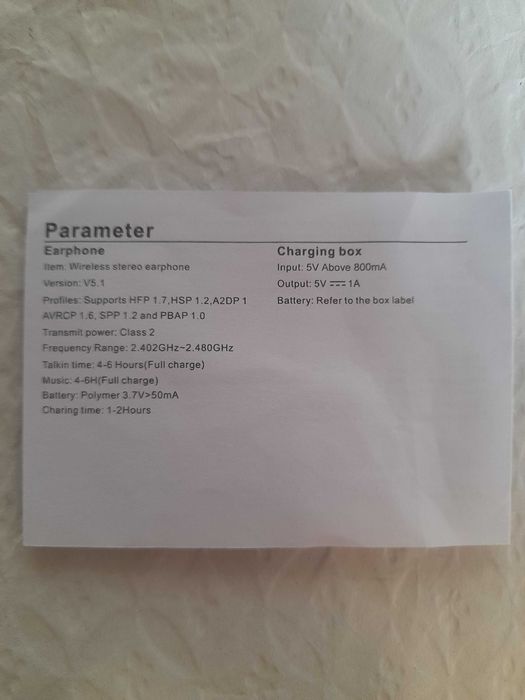 Parameter
Earphone
Item: Wireless stereo earphone
Version: V5.1
Profiles: Supports HFP 1.7,HSP 1.2,A2DP 1
AVRCP 1.6, SPP 1.2 and PBAP 1.0
Transmit power: Class 2
Frequency Range: 2.402GHz~2.480GHz
Talkin time: 4-6 Hours(Full charge)
Music: 4-6H(Full charge)
Battery: Polymer 3.7V>50mA
Charing time: 1-2Hours
Charging box
Input: 5V Above 800mA
Output: 5V ⎓ 1A
Battery: Refer to the box label